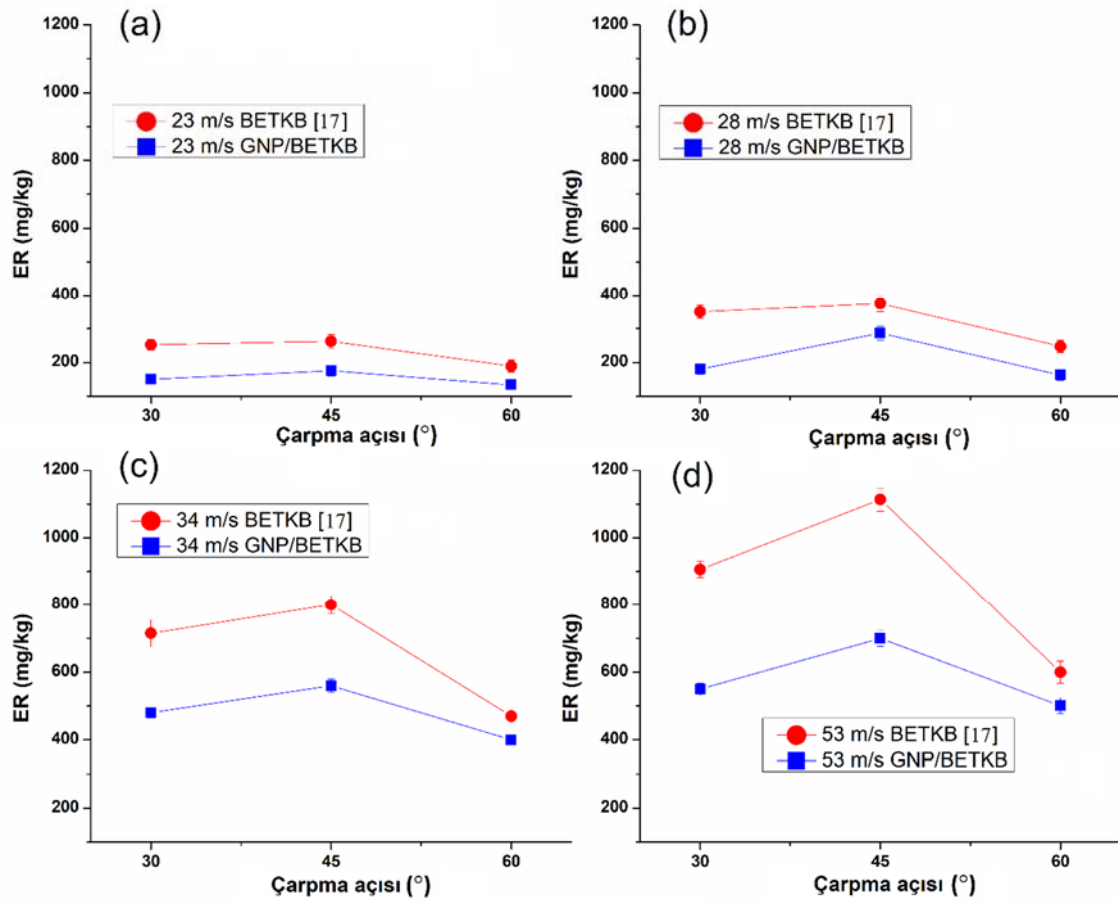 (a)
23 m/s BETKB [17]
23 m/s GNP/BETKB
ER (mg/kg)
1200
1000
800
600
400
200
30
45
60
Çarpma açısı (°)
(b)
28 m/s BETKB [17]
28 m/s GNP/BETKB
ER (mg/kg)
1200
1000
800
600
400
200
30
45
60
Çarpma açısı (°)
(c)
34 m/s BETKB [17]
34 m/s GNP/BETKB
ER (mg/kg)
1200
1000
800
600
400
200
30
45
60
Çarpma açısı (°)
(d)
53 m/s BETKB [17]
53 m/s GNP/BETKB
ER (mg/kg)
1200
1000
800
600
400
200
30
45
60
Çarpma açısı (°)